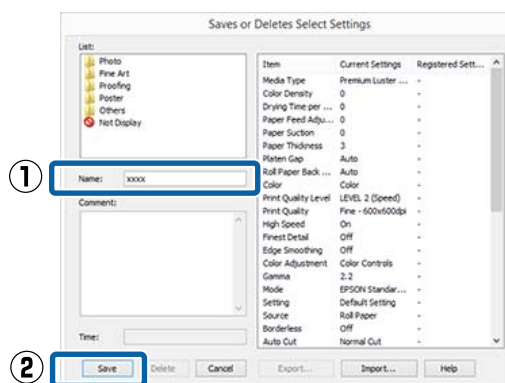 Saves or Deletes Select Settings
List:
Photo
Fine Art
Proofing
Poster
Others
Not Display
① Name: xxxx
Comment:
Time:
Item Current Settings Registered Sett...
Media Type Premium Luster ... -
Color Density 0 -
Drying Time per ... 0 -
Paper Feed Adju... 0 -
Paper Suction 0 -
Paper Thickness 3 -
Platen Gap Auto -
Roll Paper Back ... Auto -
Color Color -
Print Quality Level LEVEL 2 (Speed) -
Print Quality Fine - 600x600dpi -
High Speed On -
Finest Detail Off -
Edge Smoothing Off -
Color Adjustment Color Controls -
Gamma 2.2 -
Mode EPSON Standar... -
Setting Default Setting -
Source Roll Paper -
Borderless Off -
Auto Cut Normal Cut -
② Save Delete Cancel Export... Import... Help